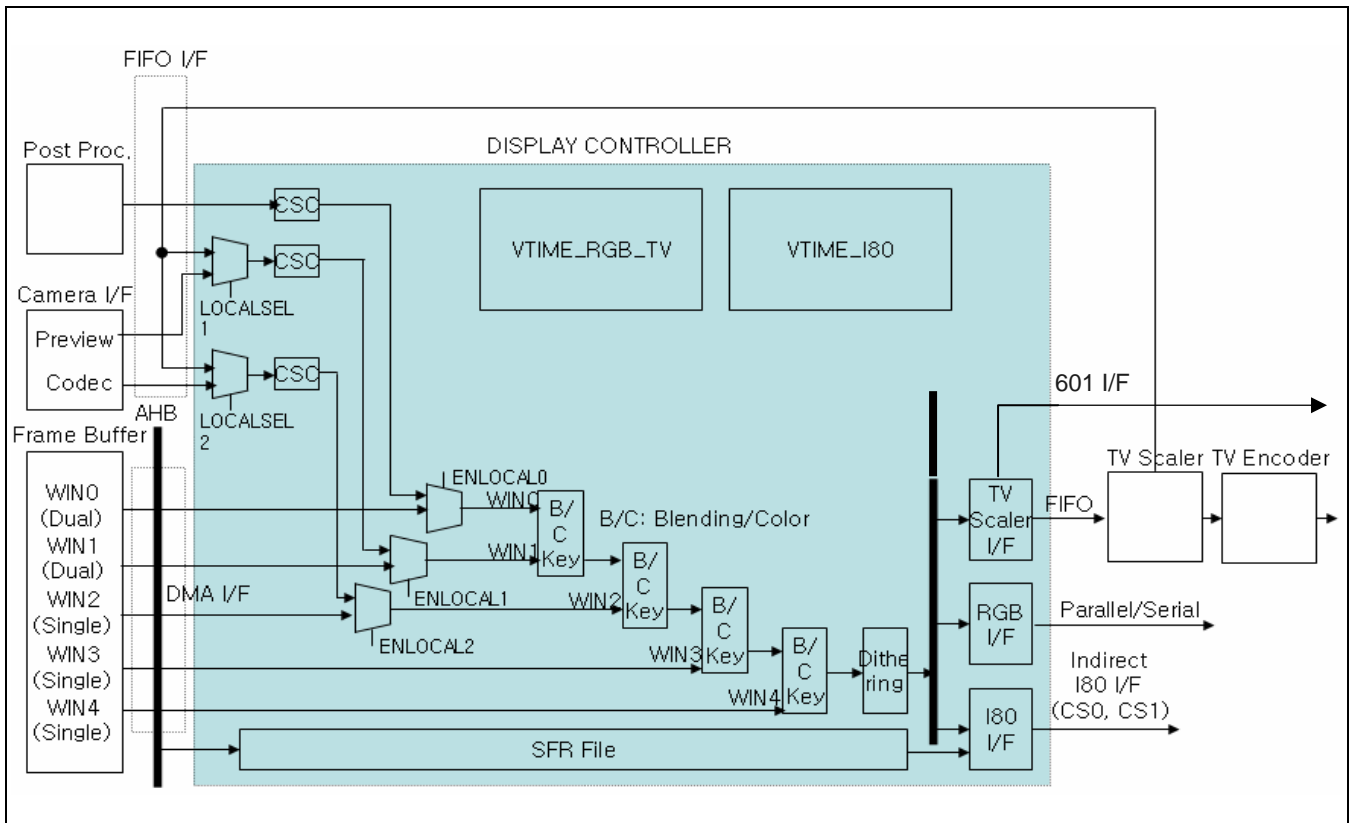 FIFO I/F
Post Proc.
DISPLAY CONTROLLER
CSC
VTIME_RGB_TV
VTIME_I80
CSC
Camera I/F
LOCALSEL
1
Preview
Codec
CSC
601 I/F
AHB
LOCALSEL
2
Frame Buffer
TV Scaler
TV Encoder
ENLOCAL0
WIN0
(Dual)
WIN0
B/
C
Key
B/C: Blending/Color
TV
Scaler
I/F
FIFO
WIN1
(Dual)
WIN1
B/
C
Key
DMA I/F
ENLOCAL1
WIN2
(Single)
WIN2
B/
C
Key
RGB
I/F
Parallel/Serial
ENLOCAL2
WIN3
(Single)
WIN3
B/
C
Key
Dithe
ring
Indirect
I80 I/F
(CS0, CS1)
WIN4
(Single)
WIN4
I80
I/F
SFR File